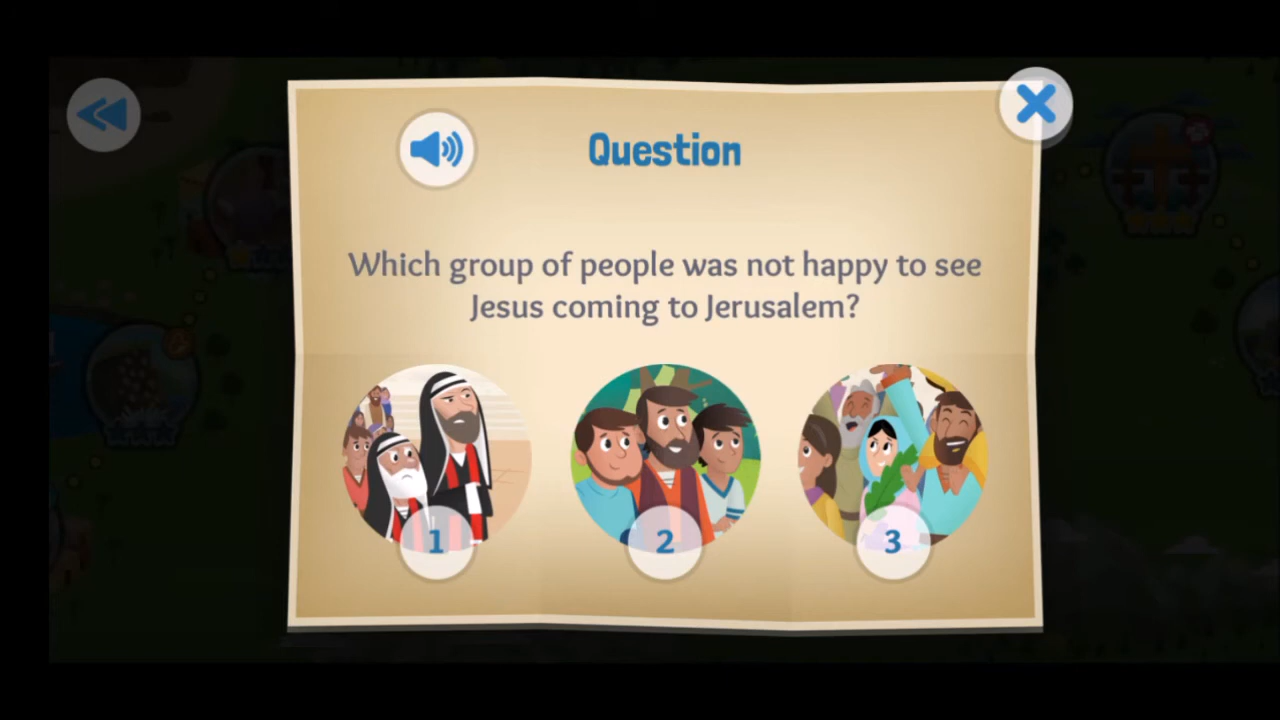 Question
Which group of people was not happy to see
Jesus coming to Jerusalem?
1
2
3